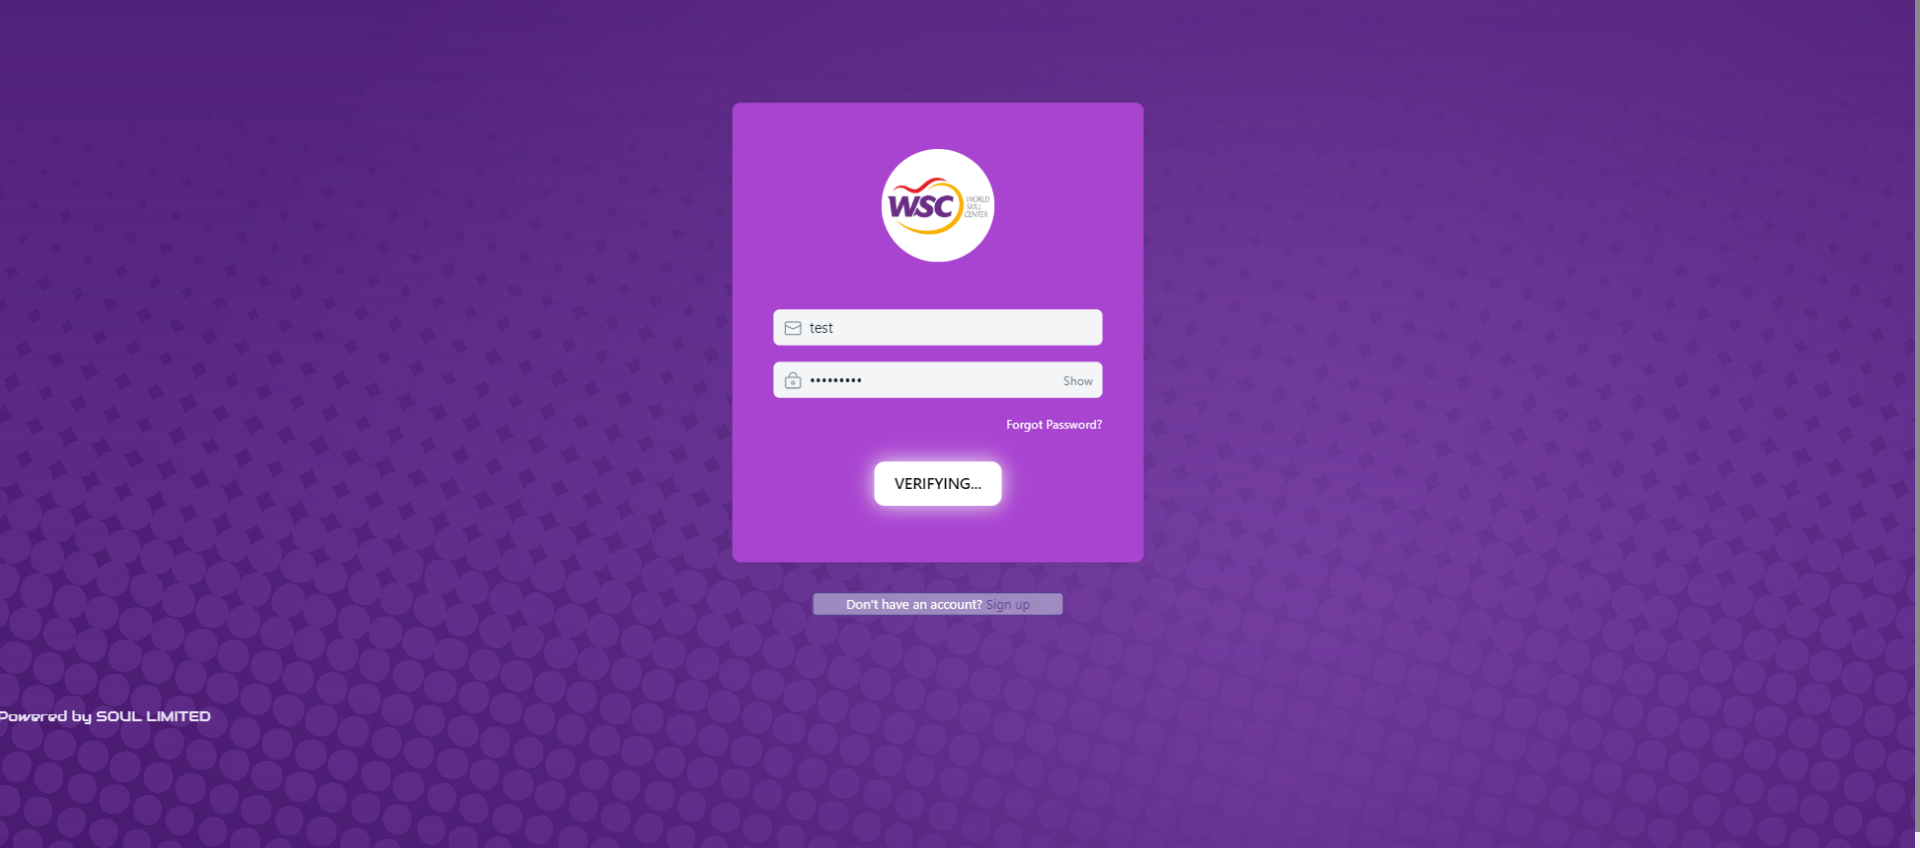 WSC
WORLD
SKILL
CENTER
test
•••••••••
Show
Forgot Password?
VERIFYING...
Don't have an account? Sign up
Powered by SOUL LIMITED